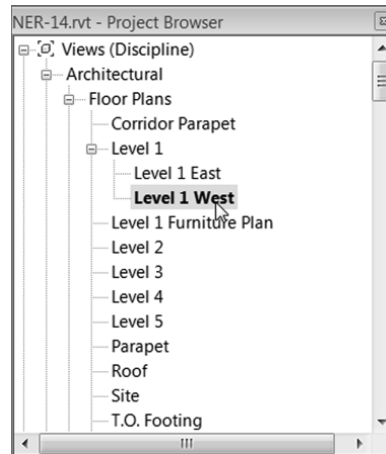 NER-14.rvt - Project Browser
Views (Discipline)
Architectural
Floor Plans
Corridor Parapet
Level 1
Level 1 East
Level 1 West
Level 1 Furniture Plan
Level 2
Level 3
Level 4
Level 5
Parapet
Roof
Site
T.O. Footing